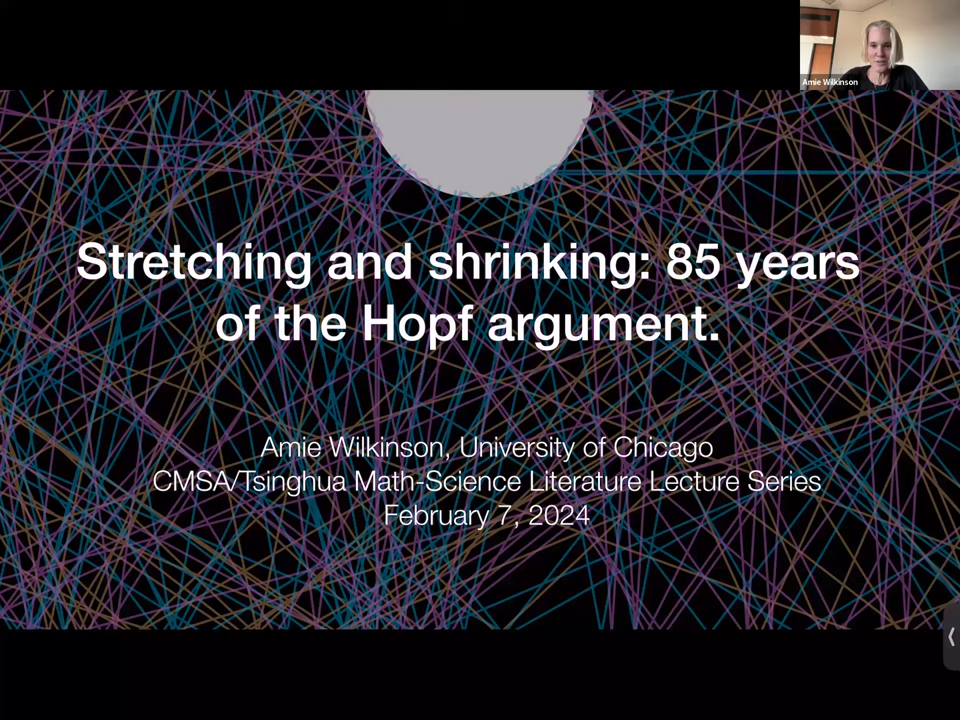 Amie Wilkinson
Stretching and shrinking: 85 years
of the Hopf argument.
Amie Wilkinson, University of Chicago
CMSA/Tsinghua Math-Science Literature Lecture Series
February 7, 2024